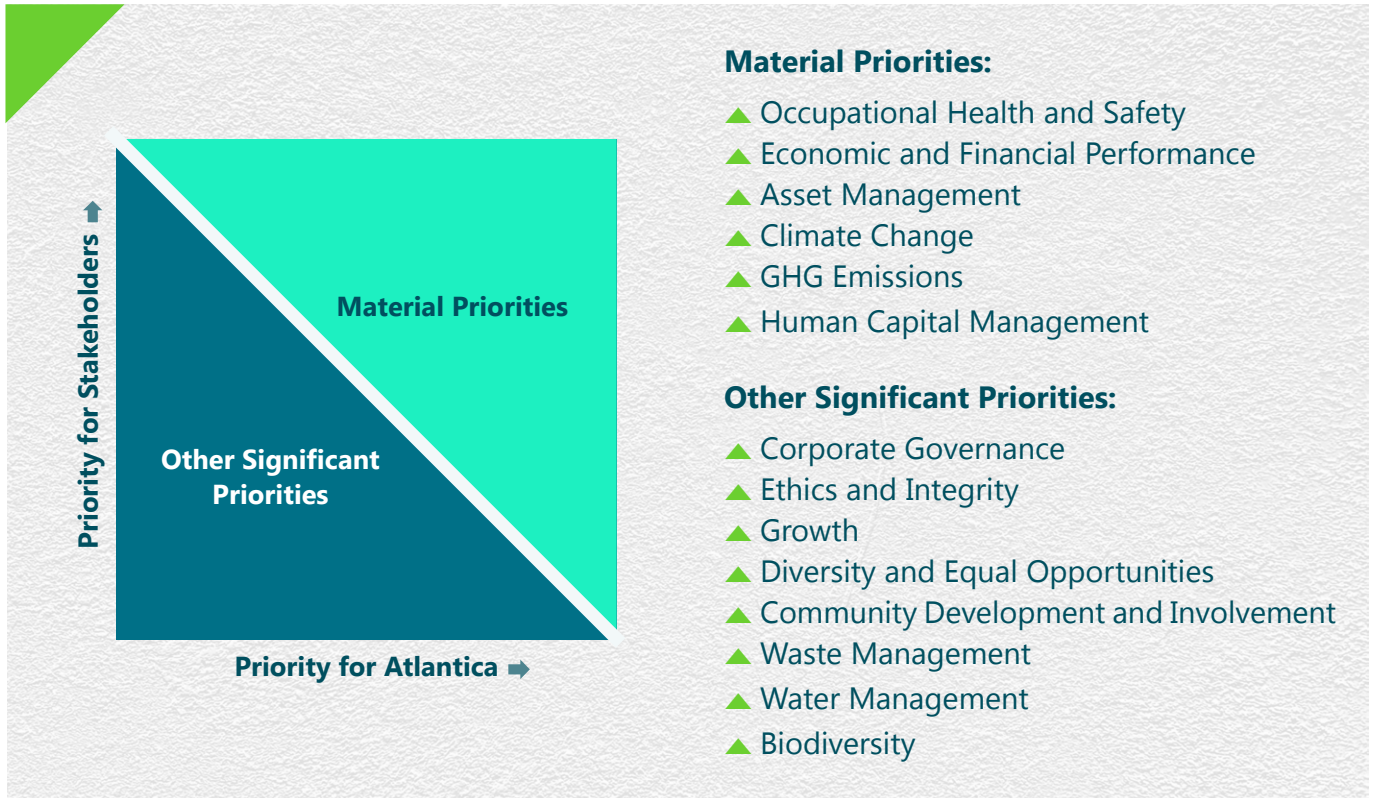 Priority for Stakeholders
Material Priorities
Other Significant
Priorities
Priority for Atlantica
Material Priorities:
Occupational Health and Safety
Economic and Financial Performance
Asset Management
Climate Change
GHG Emissions
Human Capital Management
Other Significant Priorities:
Corporate Governance
Ethics and Integrity
Growth
Diversity and Equal Opportunities
Community Development and Involvement
Waste Management
Water Management
Biodiversity